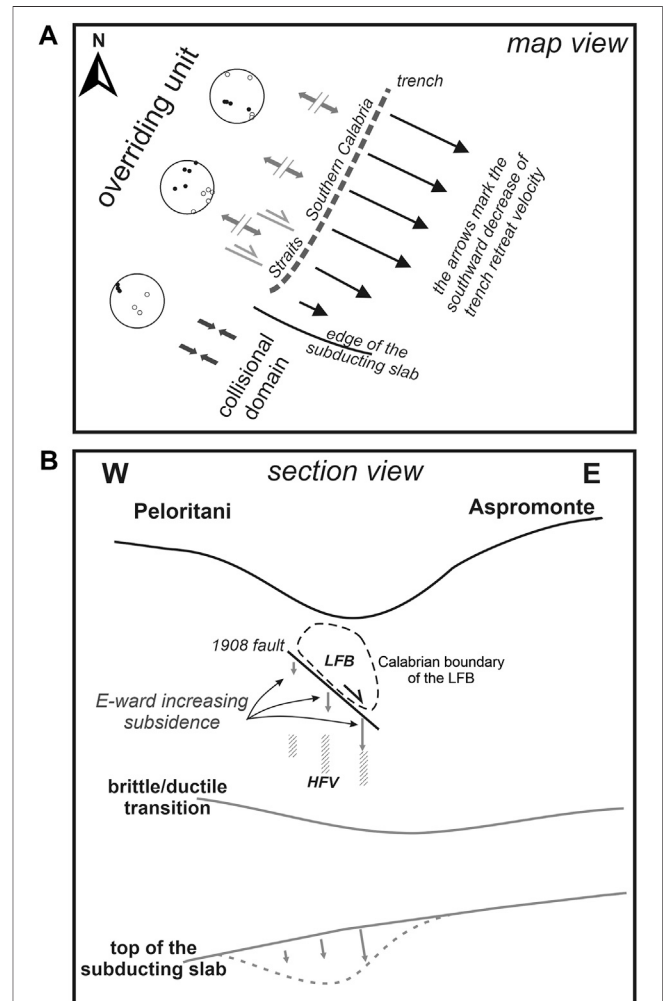 A
N
map view
overriding unit
trench
Southern Calabria
Straits
the arrows mark the
southward decrease of
trench retreat velocity
edge of the
subducting slab
collisional
domain
B
section view
W
E
Peloritani
Aspromonte
1908 fault
LFB
Calabrian boundary
of the LFB
E-ward increasing
subsidence
HFV
brittle/ductile
transition
top of the
subducting slab